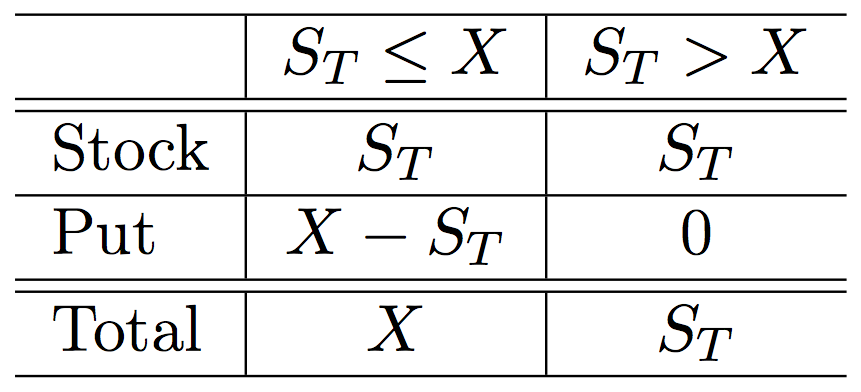 S_T ≤ X S_T > X
Stock S_T S_T
Put X − S_T 0
Total X S_T